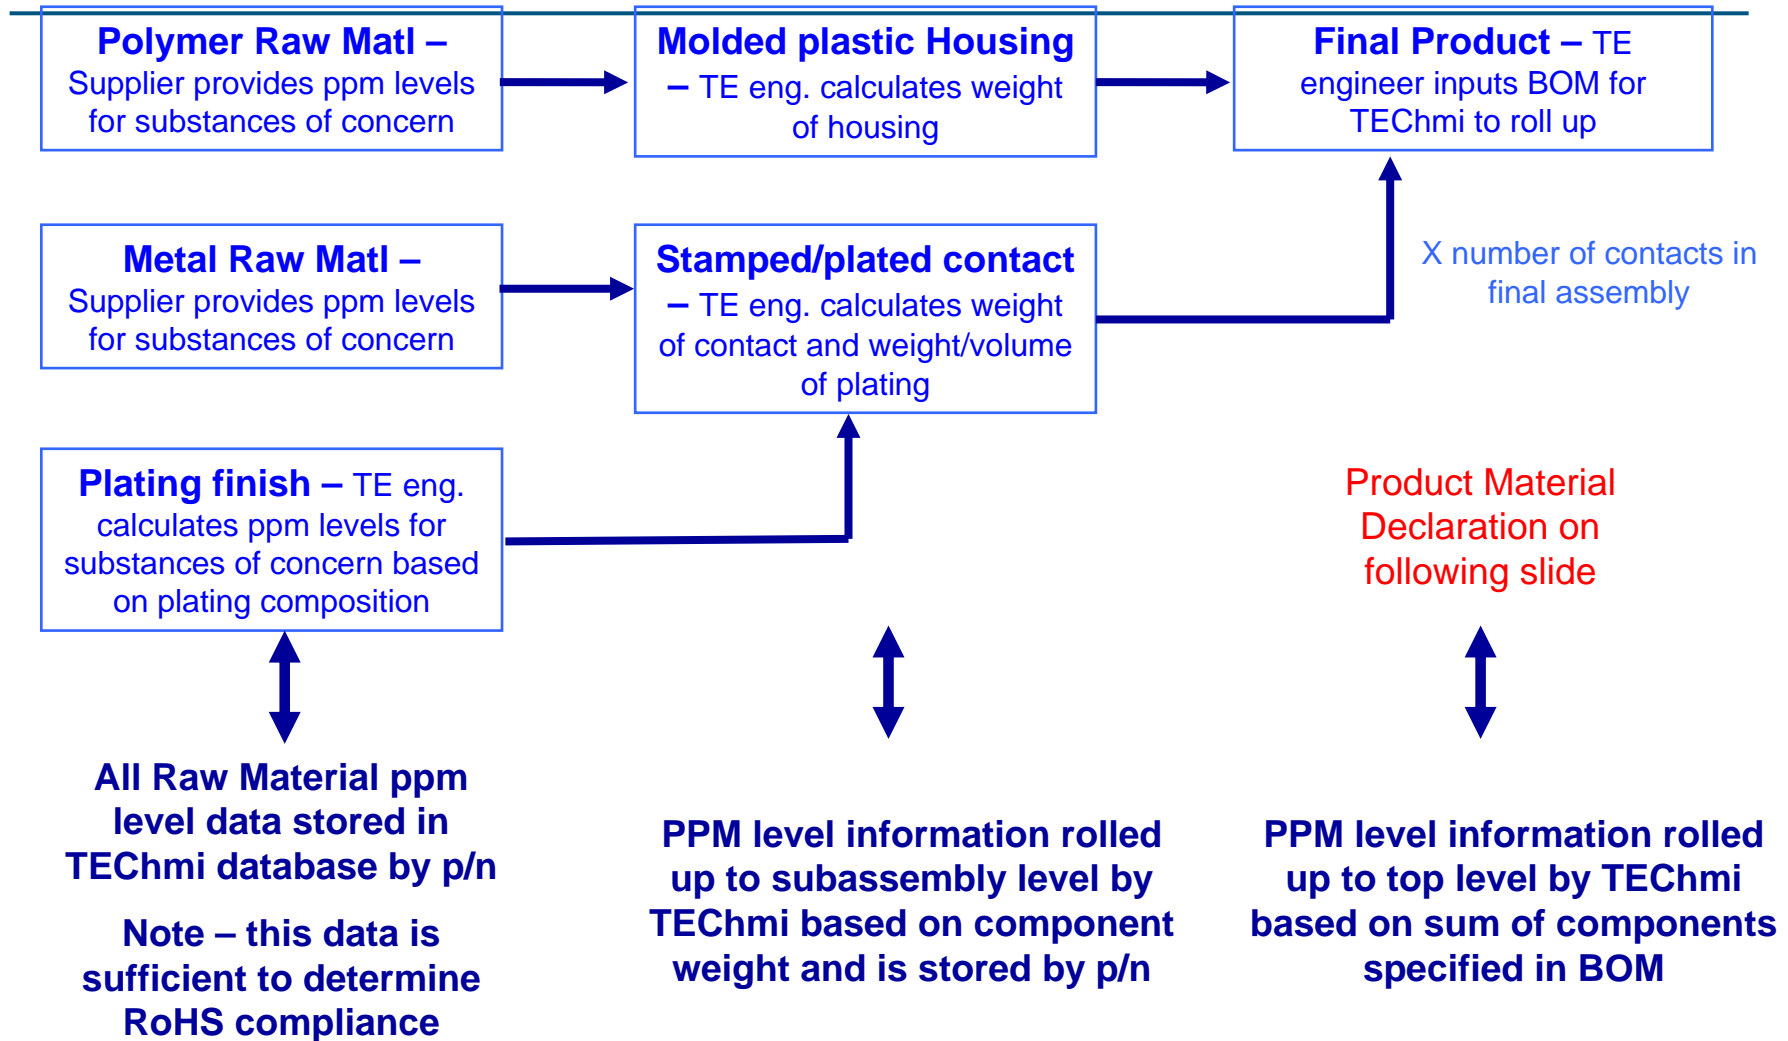 Polymer Raw Matl –
Supplier provides ppm levels
for substances of concern
Molded plastic Housing
– TE eng. calculates weight
of housing
Final Product – TE
engineer inputs BOM for
TEChmi to roll up
Metal Raw Matl –
Supplier provides ppm levels
for substances of concern
Stamped/plated contact
– TE eng. calculates weight
of contact and weight/volume
of plating
X number of contacts in
final assembly
Plating finish – TE eng.
calculates ppm levels for
substances of concern based
on plating composition
Product Material
Declaration on
following slide
All Raw Material ppm
level data stored in
TEChmi database by p/n
Note – this data is
sufficient to determine
RoHS compliance
PPM level information rolled
up to subassembly level by
TEChmi based on component
weight and is stored by p/n
PPM level information rolled
up to top level by TEChmi
based on sum of components
specified in BOM